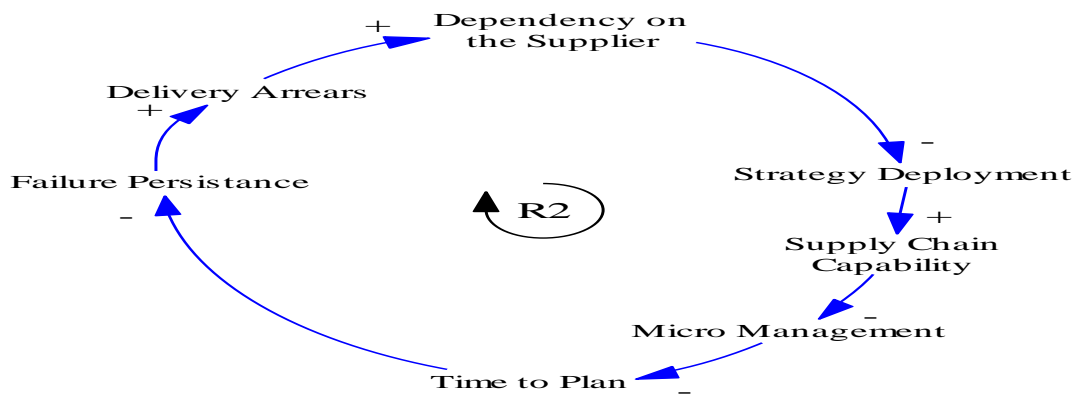 +
Dependency on
the Supplier
Delivery Arrears
+
-
Strategy Deployment
Failure Persistance
-
R2
+
Supply Chain
Capability
-
Micro Management
Time to Plan
-